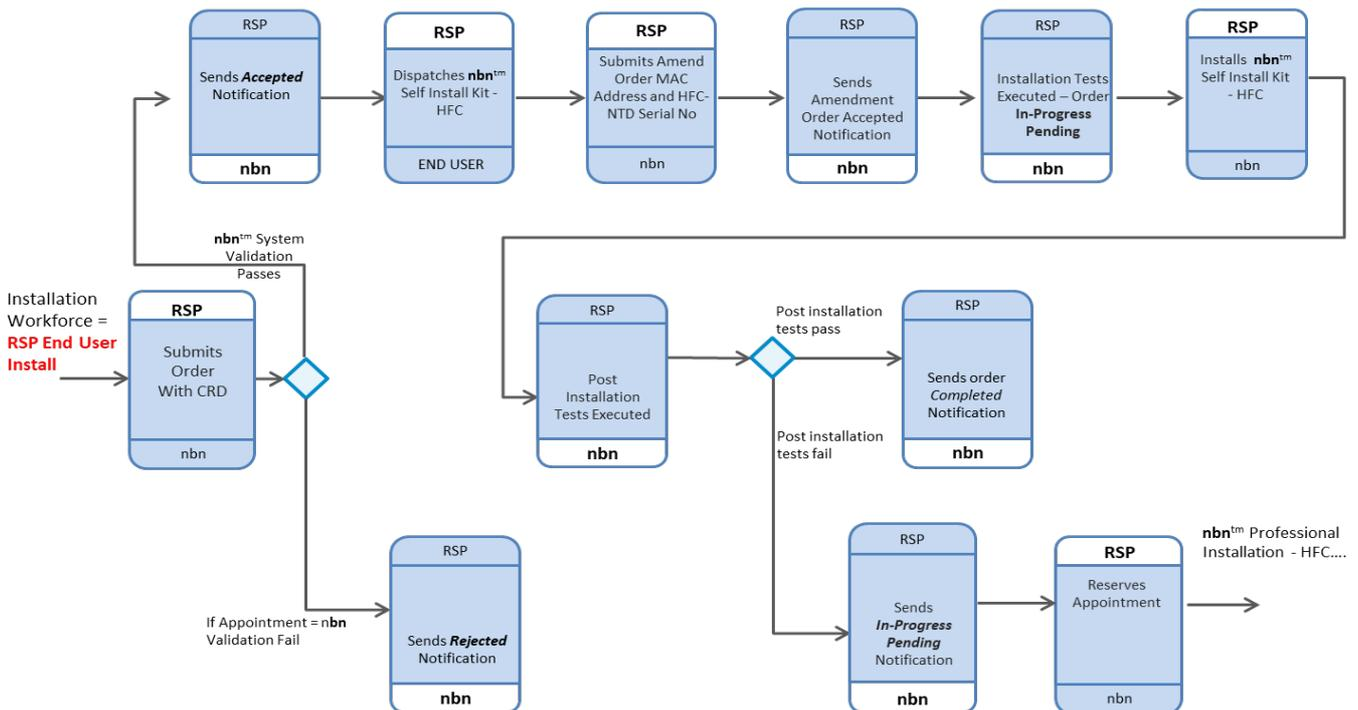 RSP
Sends Accepted
Notification
nbn
RSP
Dispatches nbn™
Self Install Kit -
HFC
END USER
RSP
Submits Amend
Order MAC
Address and HFC-
NTD Serial No
nbn
RSP
Sends
Amendment
Order Accepted
Notification
nbn
RSP
Installation Tests
Executed – Order
In-Progress
Pending
nbn
RSP
Installs nbn™
Self Install Kit
- HFC
nbn
nbn™ System
Validation
Passes
Installation
Workforce =
RSP End User
Install
RSP
Submits
Order
With CRD
nbn
RSP
Post
Installation
Tests Executed
nbn
Post installation
tests pass
RSP
Sends order
Completed
Notification
nbn
Post installation
tests fail
If Appointment = nbn
Validation Fail
RSP
Sends Rejected
Notification
nbn
RSP
Sends
In-Progress
Pending
Notification
nbn
RSP
Reserves
Appointment
nbn
nbn™ Professional
Installation - HFC....